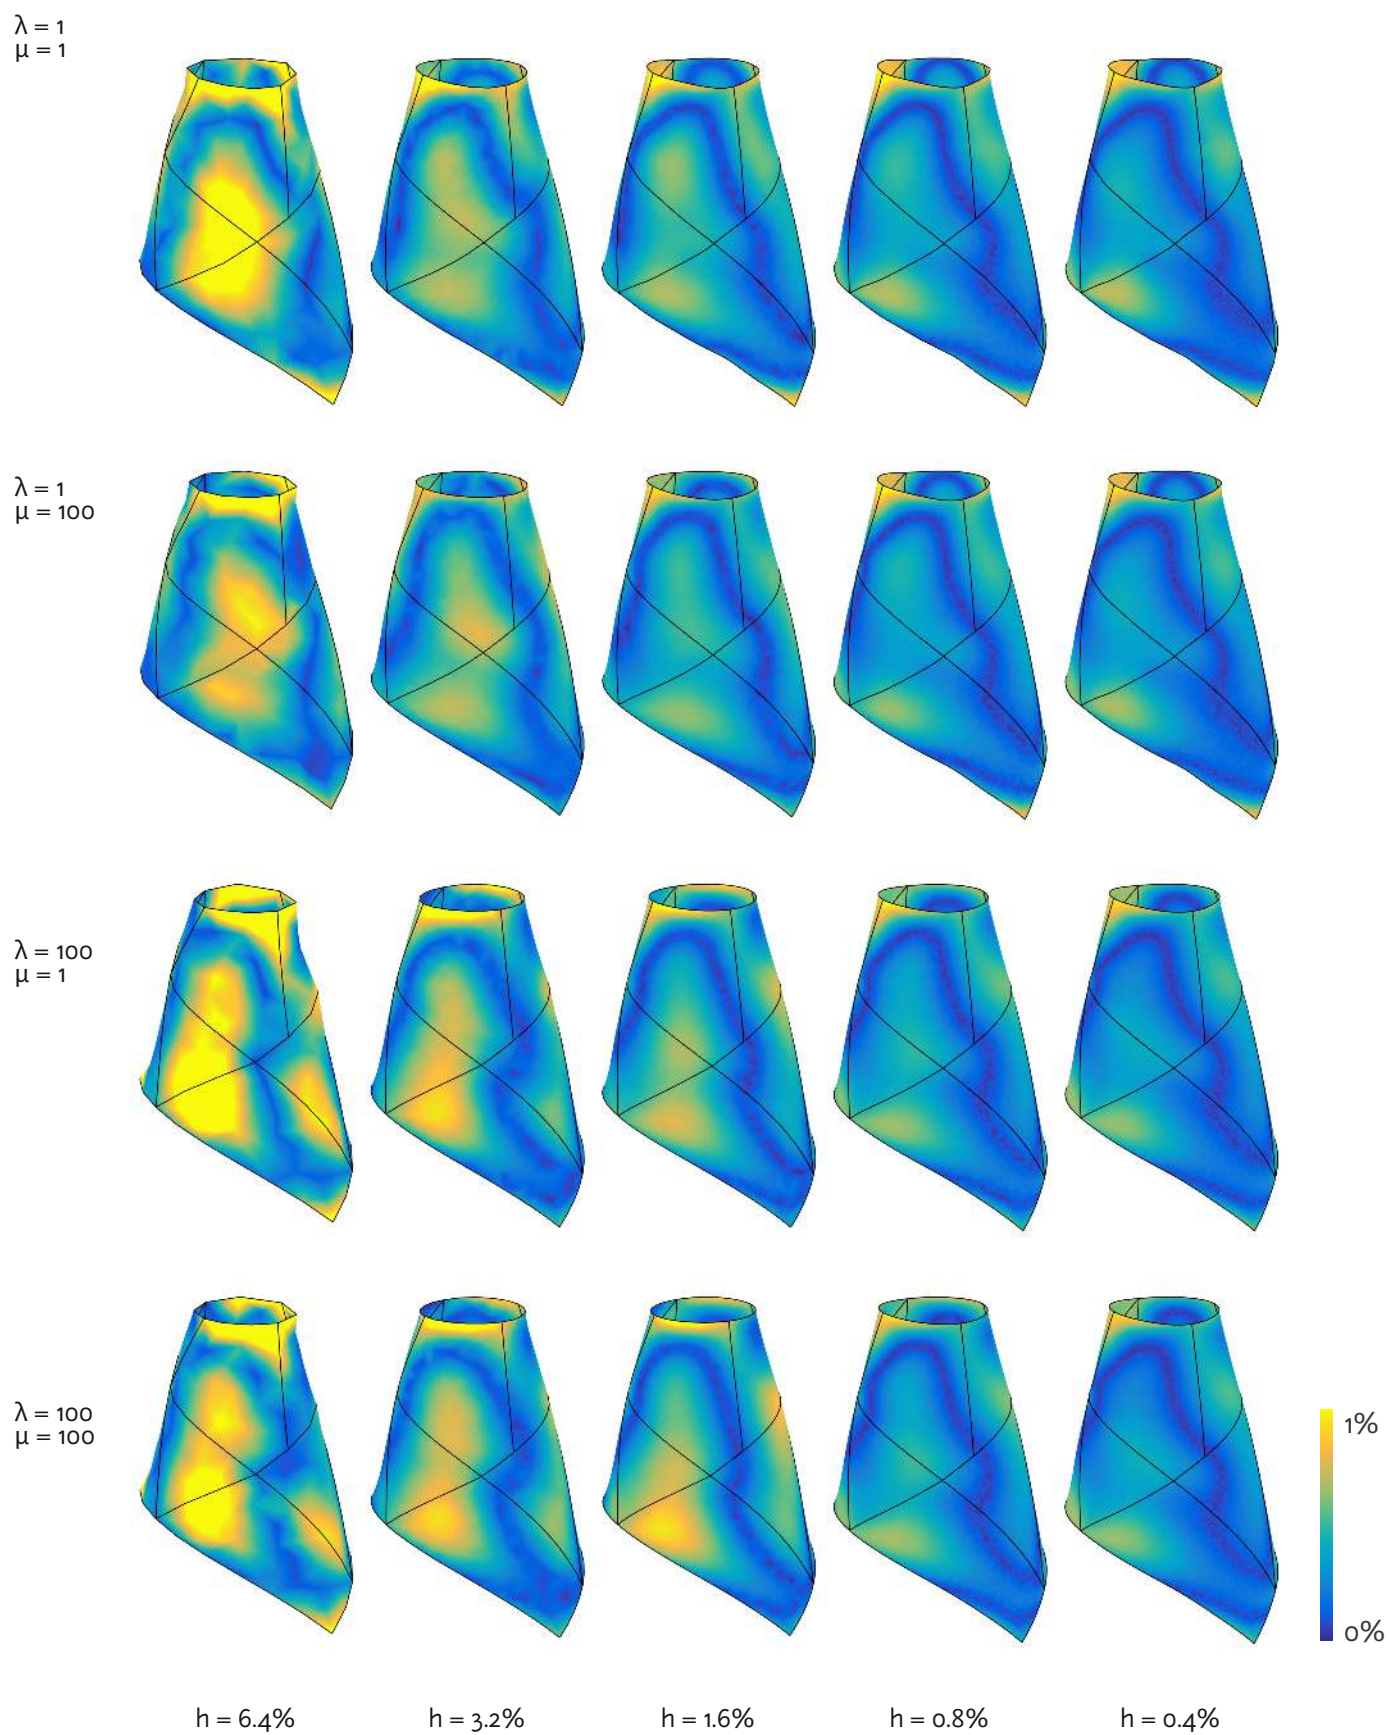 λ = 1
μ = 1
λ = 1
μ = 100
λ = 100
μ = 1
λ = 100
μ = 100
1%
0%
h = 6.4%
h = 3.2%
h = 1.6%
h = 0.8%
h = 0.4%